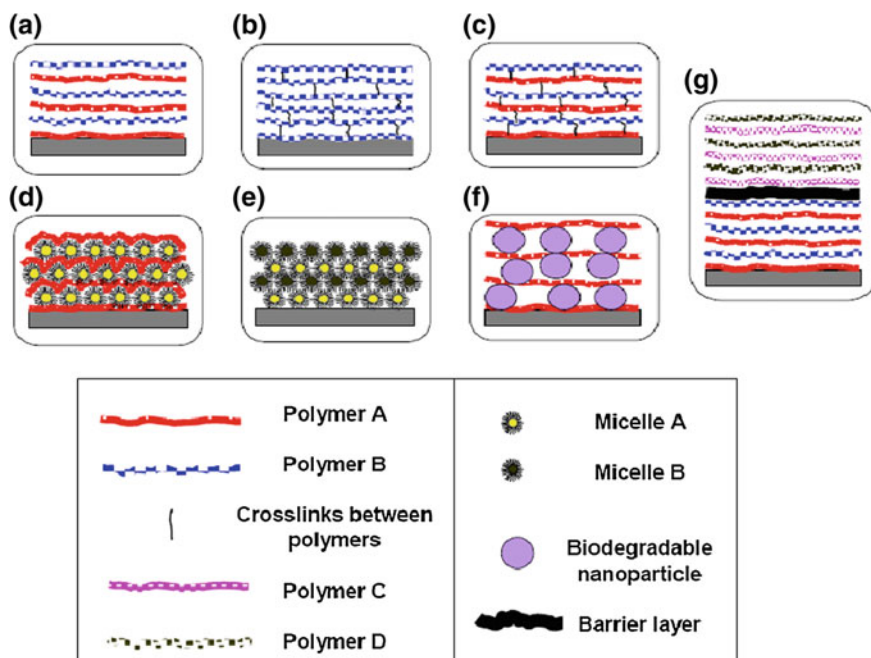 (a)
(b)
(c)
(g)
(d)
(e)
(f)
Polymer A
Polymer B
Crosslinks between
polymers
Polymer C
Polymer D
Micelle A
Micelle B
Biodegradable
nanoparticle
Barrier layer